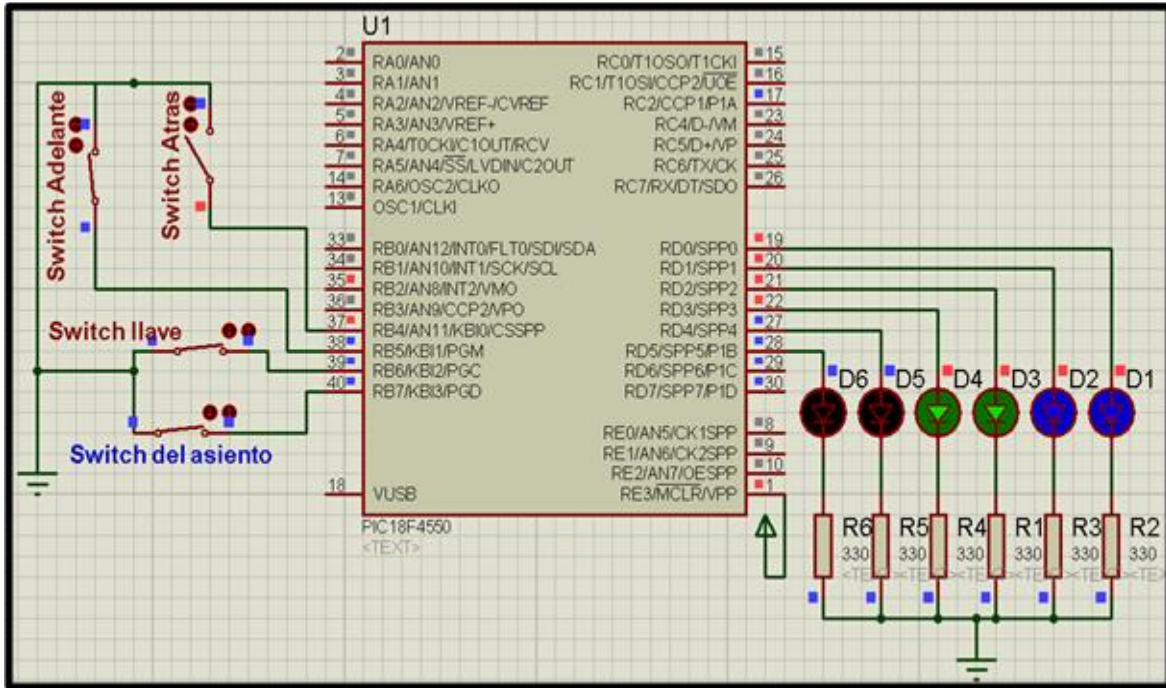 U1
2 RA0/AN0
3 RA1/AN1
4 RA2/AN2/VREF-/CVREF
5 RA3/AN3/VREF+
6 RA4/T0CKI/C1OUT/RCV
7 RA5/AN4/SS/LVDIN/C2OUT
14 RA6/OSC2/CLKO
13 OSC1/CLKI
33 RB0/AN12/INT0/FLT0/SDI/SDA
34 RB1/AN10/INT1/SCK/SCL
35 RB2/AN8/INT2/VMO
36 RB3/AN9/CCP2/VPO
37 RB4/AN11/KBI0/CSSPP
38 RB5/KBI1/PGM
39 RB6/KBI2/PGC
40 RB7/KBI3/PGD
18 VUSB
RC0/T1OSO/T1CKI 15
RC1/T1OSI/CCP2/UOE 16
RC2/CCP1/P1A 17
RC4/D-/VM 23
RC5/D+/VP 24
RC6/TX/CK 25
RC7/RX/DT/SDO 26
RD0/SPP0 19
RD1/SPP1 20
RD2/SPP2 21
RD3/SPP3 22
RD4/SPP4 27
RD5/SPP5/P1B 28
RD6/SPP6/P1C 29
RD7/SPP7/P1D 30
RE0/AN5/CK1SPP 8
RE1/AN6/CK2SPP 9
RE2/AN7/OESPP 10
RE3/MCLR/VPP 1
PIC18F4550
<TEXT>
Switch Adelante
Switch Atras
Switch llave
Switch del asiento
D6 D5 D4 D3 D2 D1
R6 R5 R4 R1 R3 R2
330 330 330 330 330 330